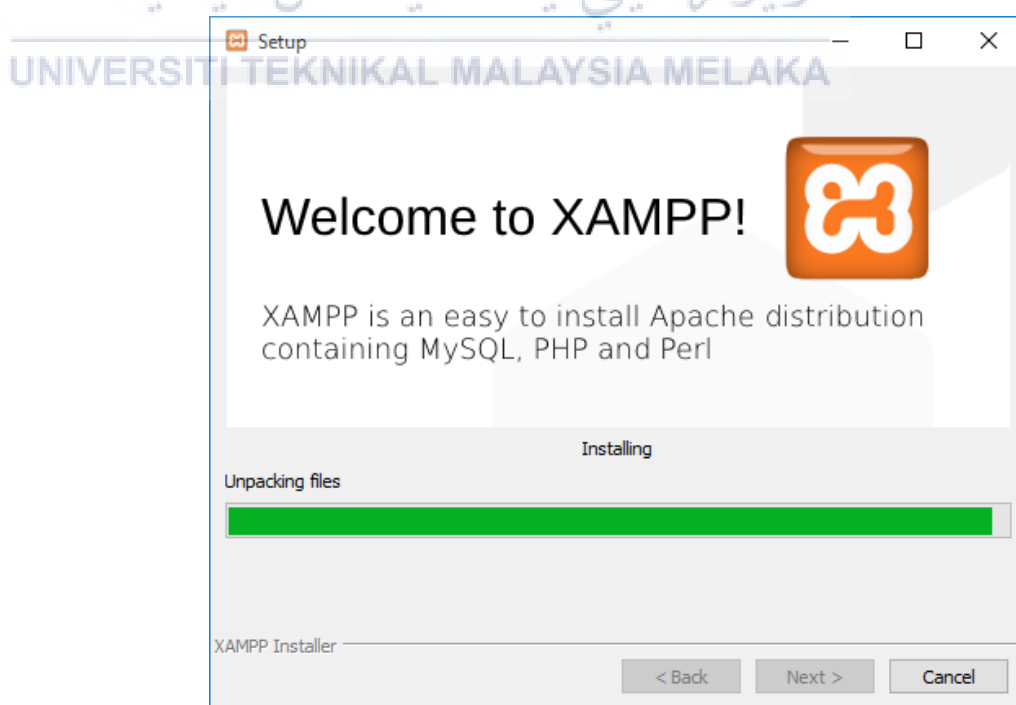 Setup
UNIVERSITI TEKNIKAL MALAYSIA MELAKA
Welcome to XAMPP!
XAMPP is an easy to install Apache distribution
containing MySQL, PHP and Perl
Installing
Unpacking files
XAMPP Installer
< Back
Next >
Cancel